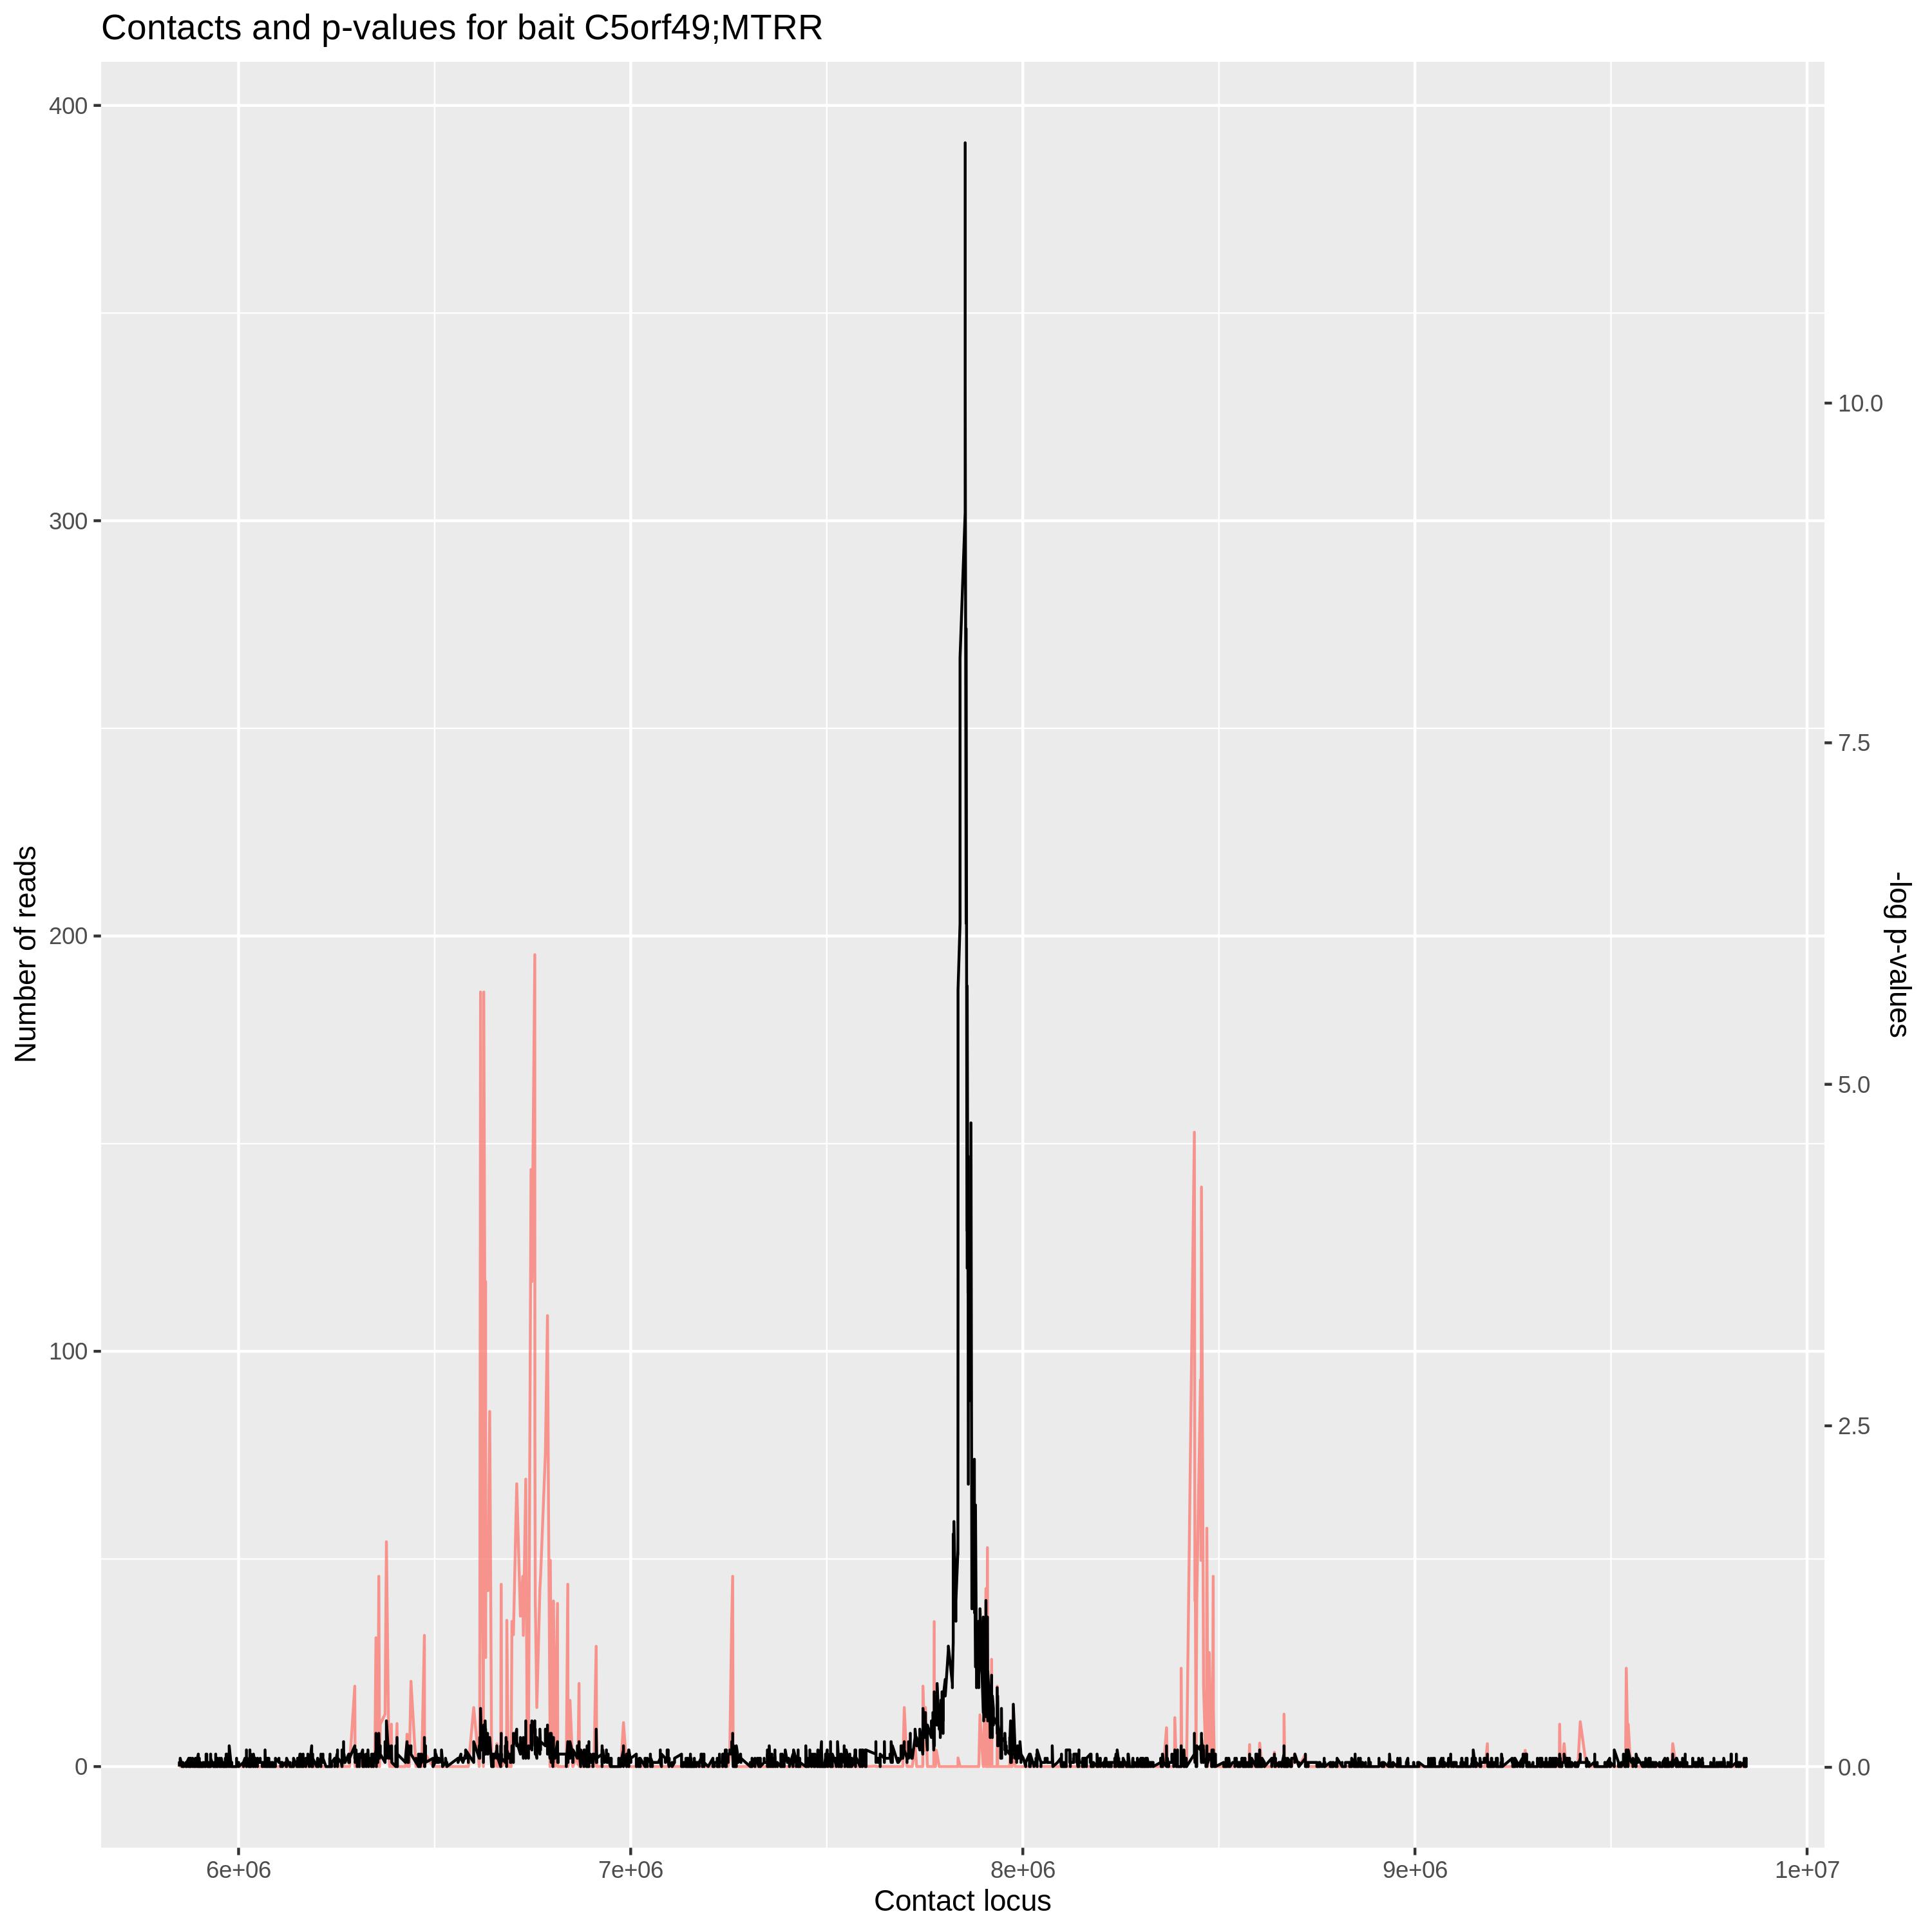 Contacts and p-values for bait C5orf49;MTRR
400
300
200
100
0
Number of reads
10.0
7.5
5.0
2.5
0.0
-log p-values
6e+06
7e+06
8e+06
9e+06
1e+07
Contact locus